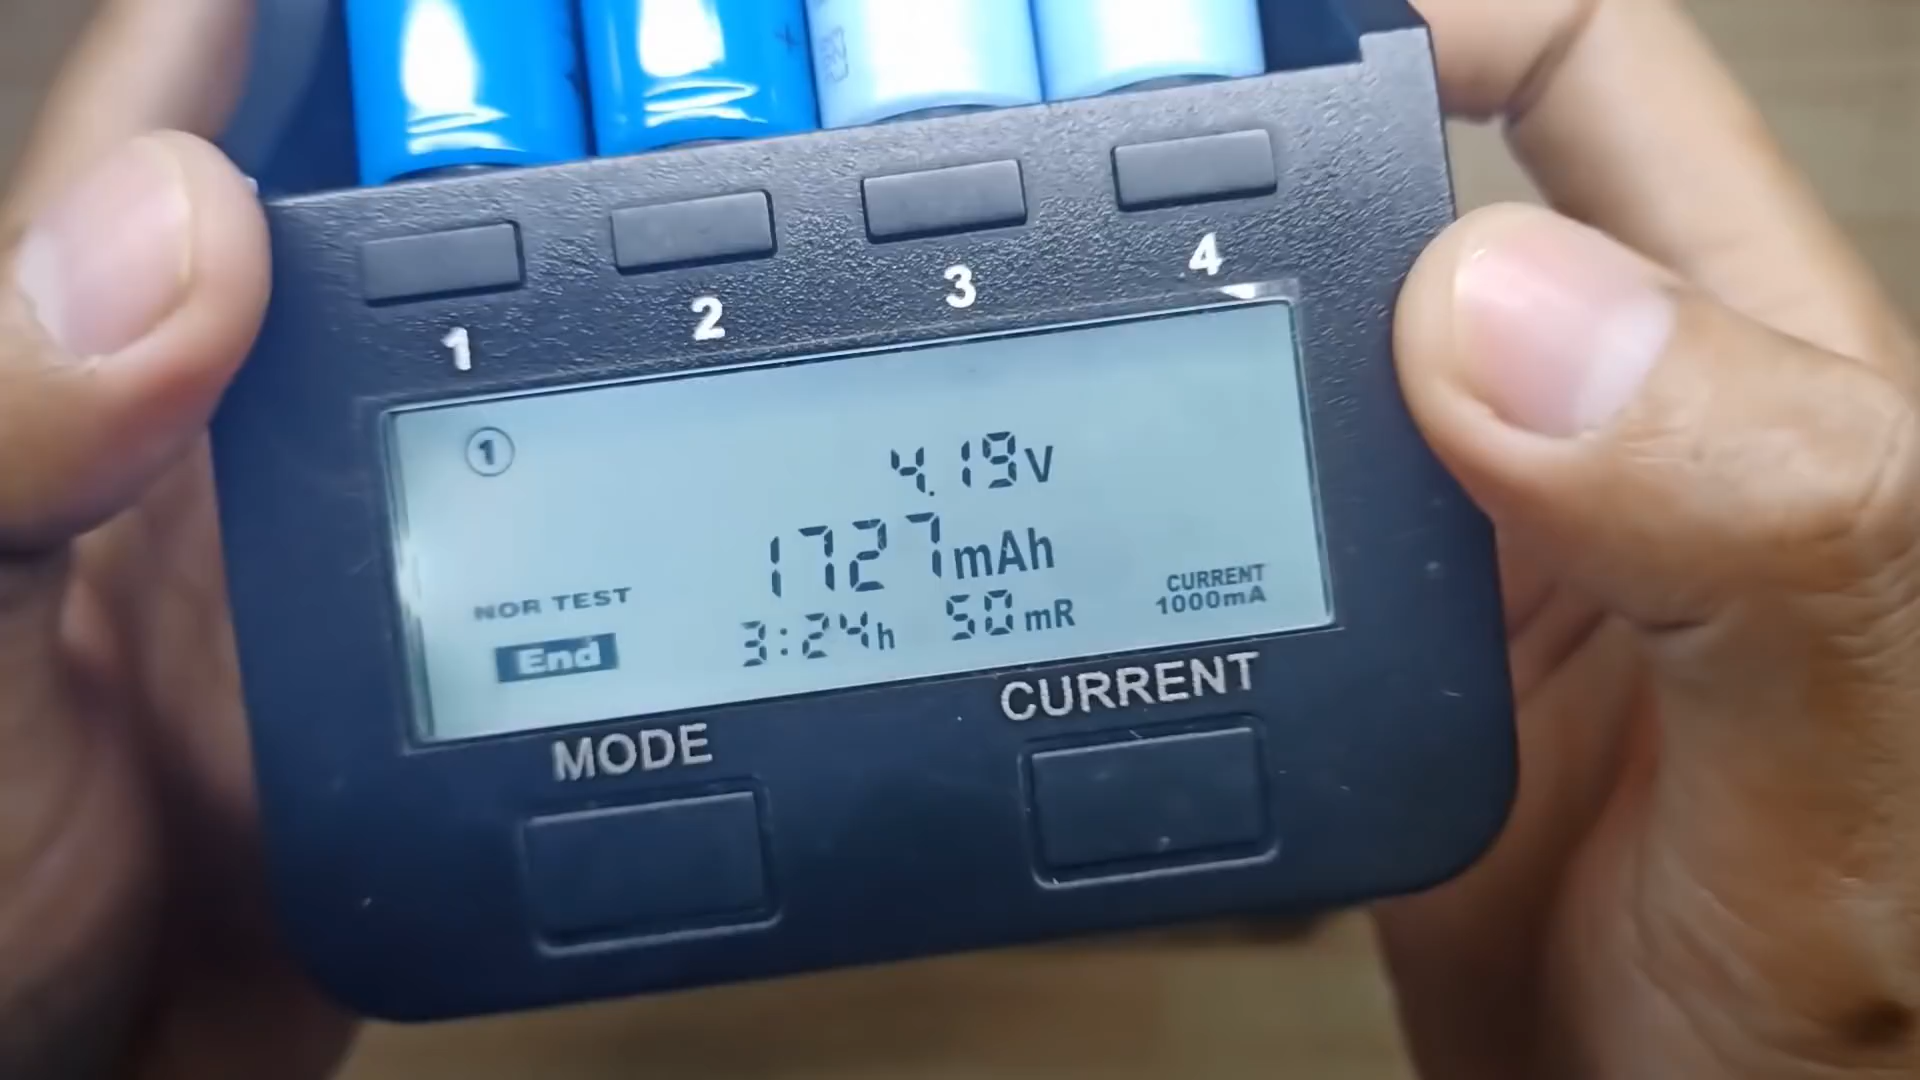 1
2
3
4
1
4.19V
1727mAh
NOR TEST
End
3:24h
50mR
CURRENT
1000mA
MODE
CURRENT